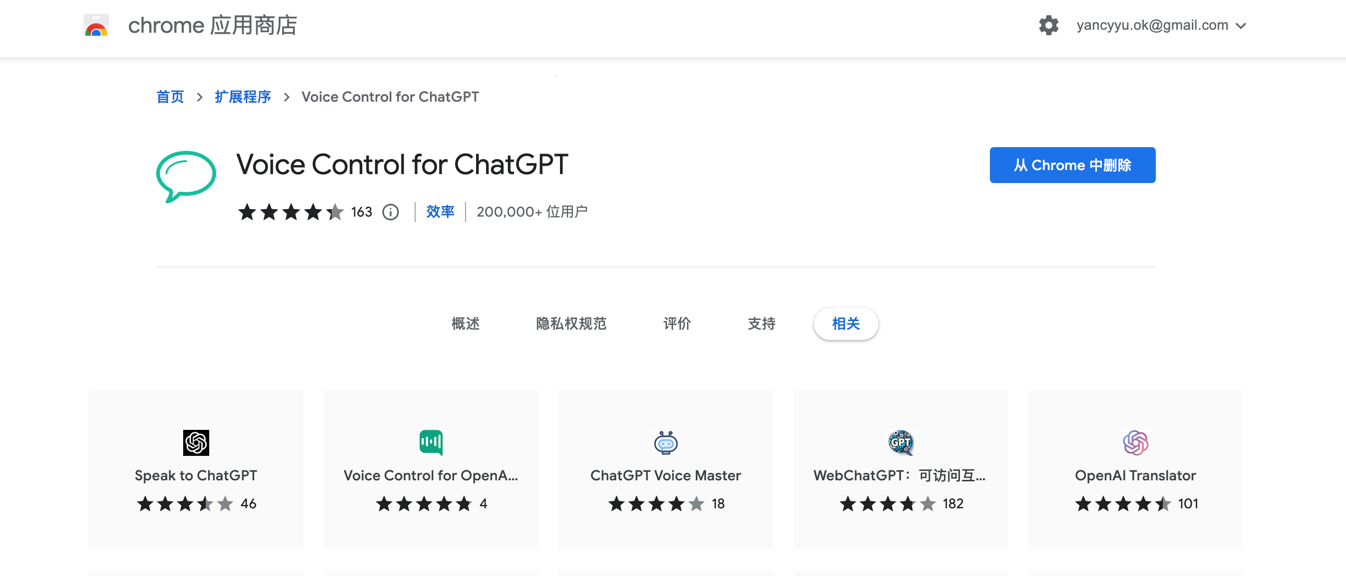 chrome 应用商店
yancyyu.ok@gmail.com
首页 > 扩展程序 > Voice Control for ChatGPT
Voice Control for ChatGPT
从 Chrome 中删除
163 效率 200,000+ 位用户
概述 隐私权规范 评价 支持 相关
Speak to ChatGPT
46
Voice Control for OpenA...
4
ChatGPT Voice Master
18
GPT
WebChatGPT：可访问互...
182
OpenAI Translator
101